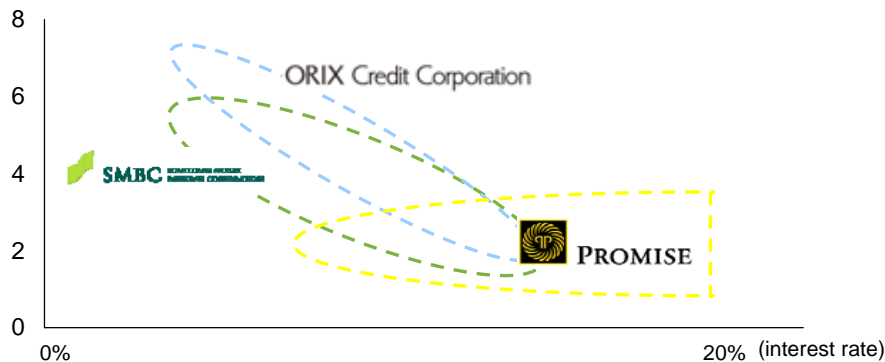 8
ORIX Credit Corporation
6
4
SMBC
2
PROMISE
0
0%
20%
(interest rate)